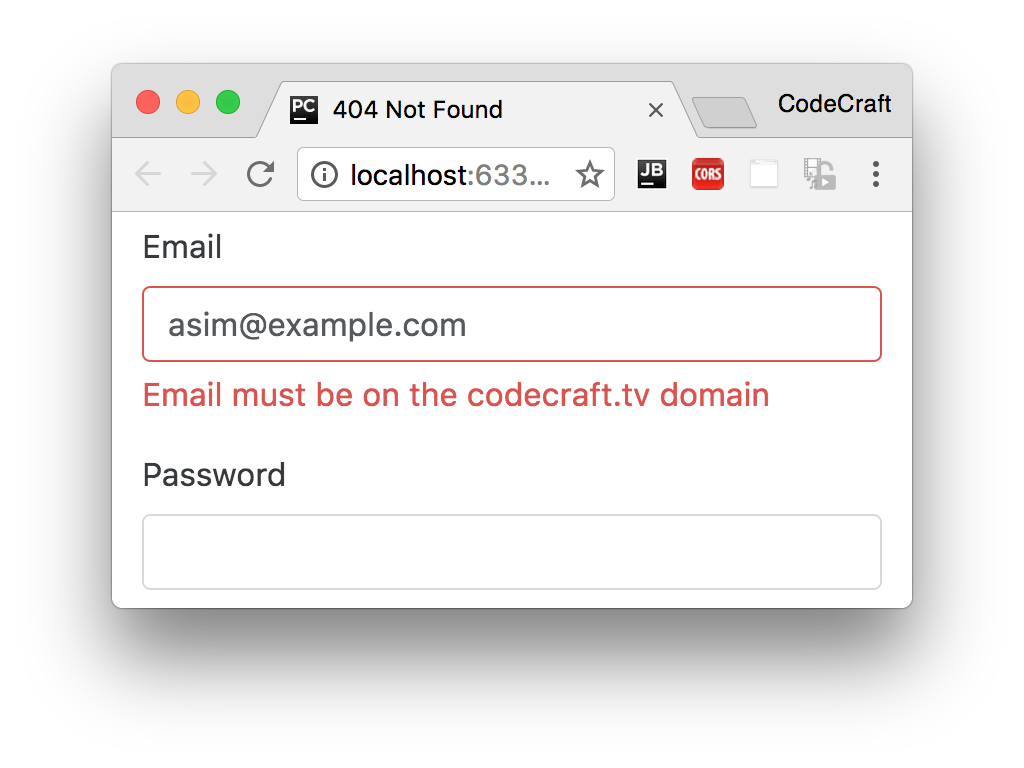 PC 404 Not Found CodeCraft
localhost:633... JB CORS
Email
asim@example.com
Email must be on the codecraft.tv domain
Password